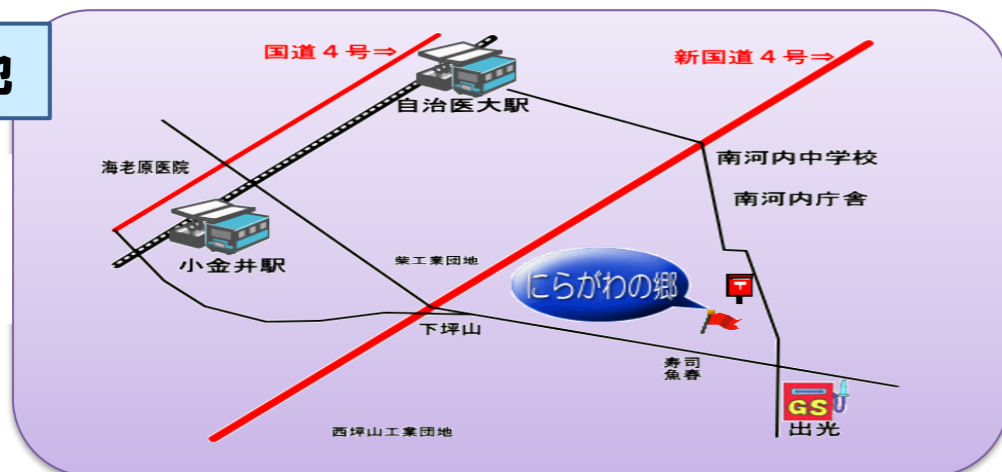 地
国道４号⇒
新国道４号⇒
自治医大駅
海老原医院
南河内中学校
南河内庁舎
小金井駅
柴工業団地
にらがわの郷
〒
下坪山
寿司
魚春
GS
出光
西坪山工業団地